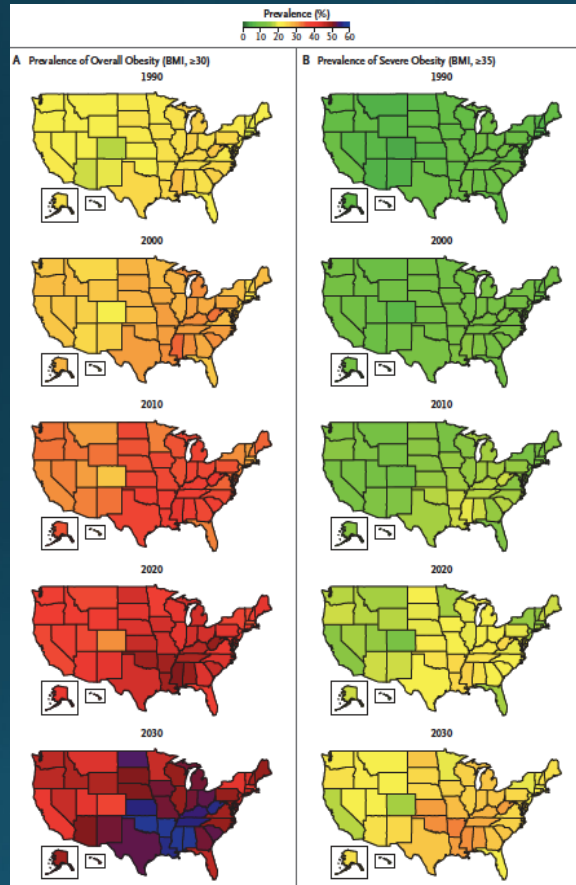 Prevalence (%)
0 10 20 30 40 50 60
A Prevalence of Overall Obesity (BMI, ≥30)
1990
2000
2010
2020
2030
B Prevalence of Severe Obesity (BMI, ≥35)
1990
2000
2010
2020
2030